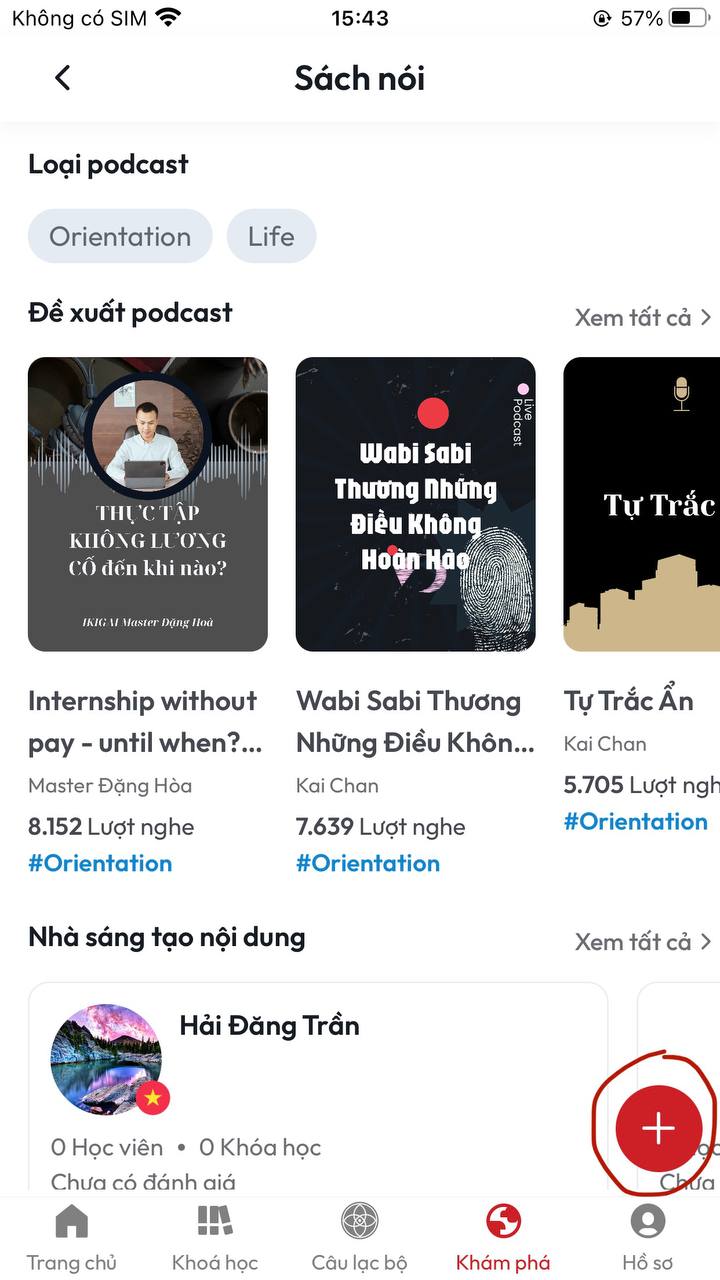 Không có SIM 15:43 57%
Sách nói
Loại podcast
Orientation Life
Đề xuất podcast Xem tất cả
THỰC TẬP
KHÔNG LƯƠNG
CỐ đến khi nào?
IKIGAI Master Đặng Hoà
Live
Podcast
Wabi Sabi
Thương Những
Điều Không
Hoàn Hảo
Tự Trắc
Internship without
pay - until when?...
Master Đặng Hòa
8.152 Lượt nghe
#Orientation
Wabi Sabi Thương
Những Điều Khôn...
Kai Chan
7.639 Lượt nghe
#Orientation
Tự Trắc Ẩn
Kai Chan
5.705 Lượt ngh
#Orientation
Nhà sáng tạo nội dung Xem tất cả
Hải Đăng Trần
0 Học viên • 0 Khóa học
Chưa có đánh giá
Chưa
Trang chủ Khoá học Câu lạc bộ Khám phá Hồ sơ